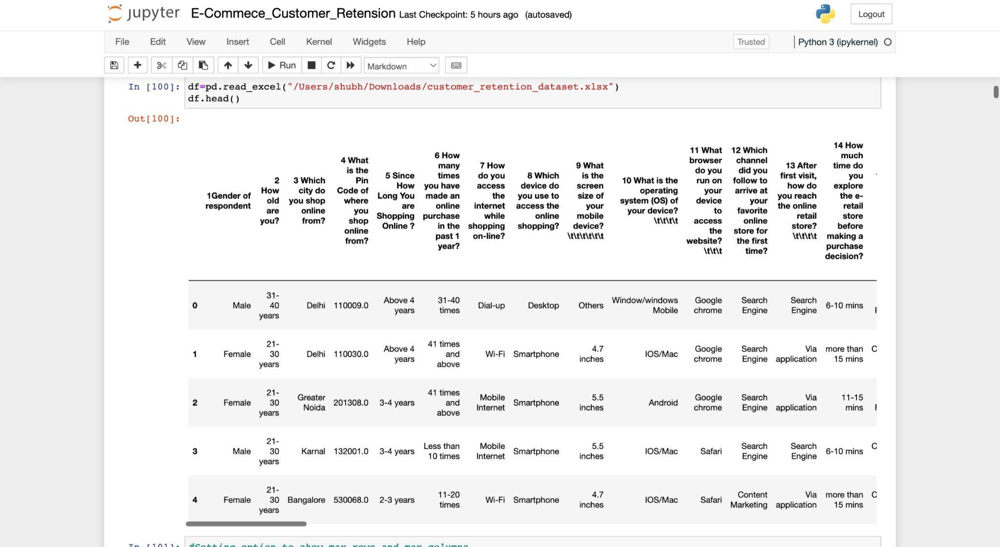 jupyter E-Commece_Customer_Retension Last Checkpoint: 5 hours ago (autosaved)
Logout
File Edit View Insert Cell Kernel Widgets Help Trusted Python 3 (ipykernel)
Run Markdown
In [100]: df=pd.read_excel("/Users/shubh/Downloads/customer_retention_dataset.xlsx")
df.head()
Out[100]:
1Gender of respondent
2 How old are you?
3 Which city do you shop online from?
4 What is the Pin Code of where you shop online from?
5 Since How Long You are Shopping Online ?
6 How many times you have made an online purchase in the past 1 year?
7 How do you access the internet while shopping on-line?
8 Which device do you use to access the online shopping?
9 What is the screen size of your mobile device? \t\t\t\t\t\t
10 What is the operating system (OS) of your device? \t\t\t\t
11 What browser do you run on your device to access the website? \t\t\t
12 Which channel did you follow to arrive at your favorite online store for the first time?
13 After first visit, how do you reach the online retail store? \t\t\t\t
14 How much time do you explore the e- retail store before making a purchase decision?
0 Male 31-40 years Delhi 110009.0 Above 4 years 31-40 times Dial-up Desktop Others Window/windows Mobile Google chrome Search Engine Search Engine 6-10 mins
1 Female 21-30 years Delhi 110030.0 Above 4 years 41 times and above Wi-Fi Smartphone 4.7 inches IOS/Mac Google chrome Search Engine Via application more than 15 mins
2 Female 21-30 years Greater Noida 201308.0 3-4 years 41 times and above Mobile Internet Smartphone 5.5 inches Android Google chrome Search Engine Via application 11-15 mins
3 Male 21-30 years Karnal 132001.0 3-4 years Less than 10 times Mobile Internet Smartphone 5.5 inches IOS/Mac Safari Search Engine Search Engine 6-10 mins
4 Female 21-30 years Bangalore 530068.0 2-3 years 11-20 times Wi-Fi Smartphone 4.7 inches IOS/Mac Safari Content Marketing Via application more than 15 mins
In [101]: #Setting option to show max rows and max columns